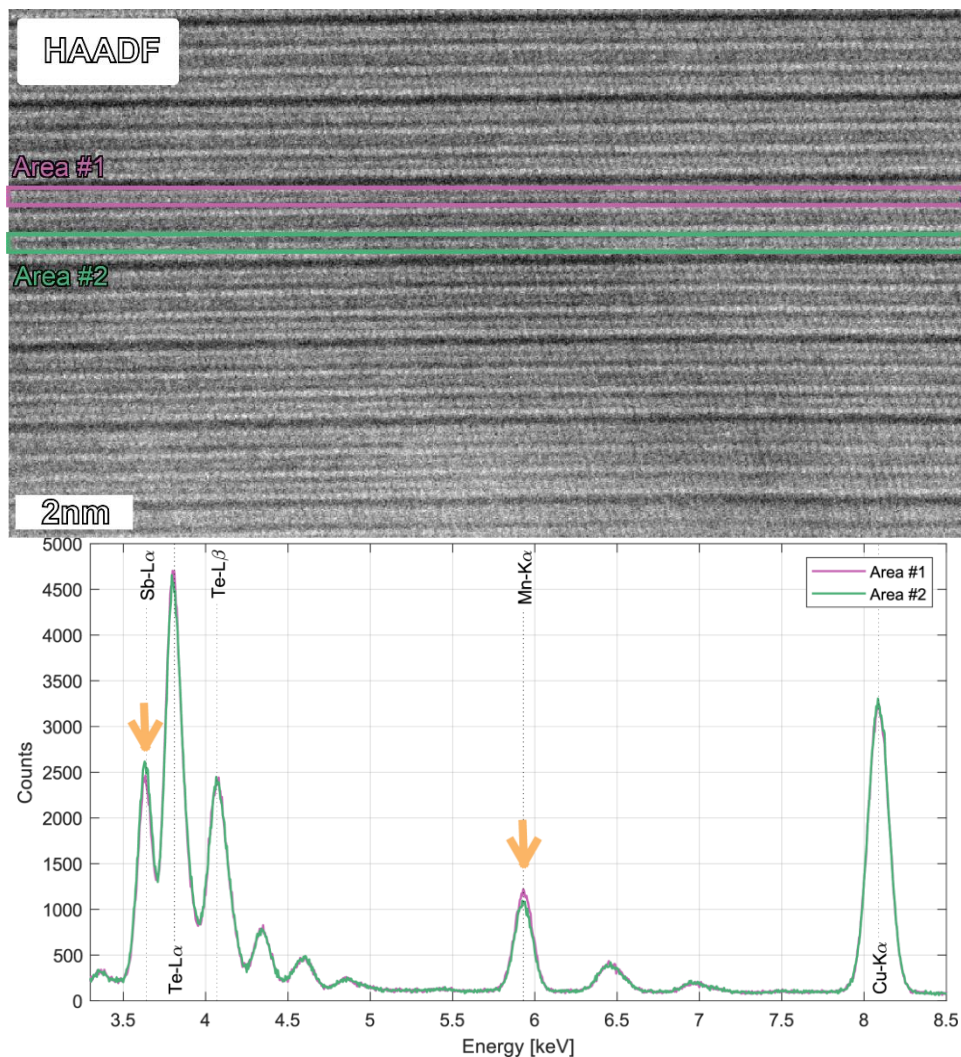 HAADF
Area #1
Area #2
2nm
5000
4500
4000
3500
3000
2500
2000
1500
1000
500
0
Counts
Sb-Lα
Te-Lα
Te-Lβ
Mn-Kα
Cu-Kα
Area #1
Area #2
3.5
4
4.5
5
5.5
6
6.5
7
7.5
8
8.5
Energy [keV]